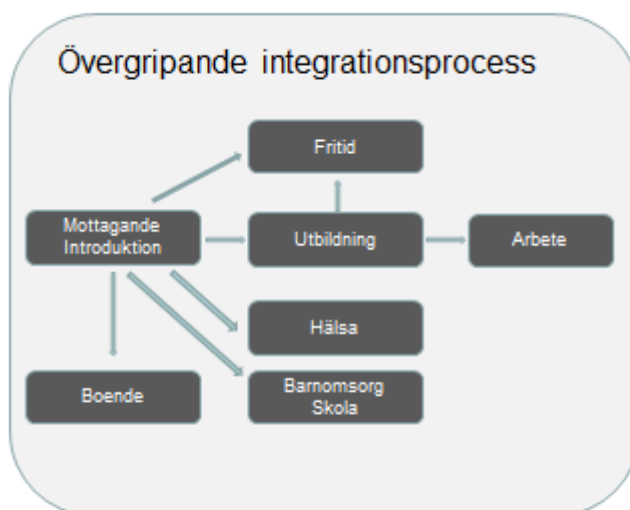 Övergripande integrationsprocess
Fritid
Mottagande
Introduktion
Utbildning
Arbete
Hälsa
Boende
Barnomsorg
Skola